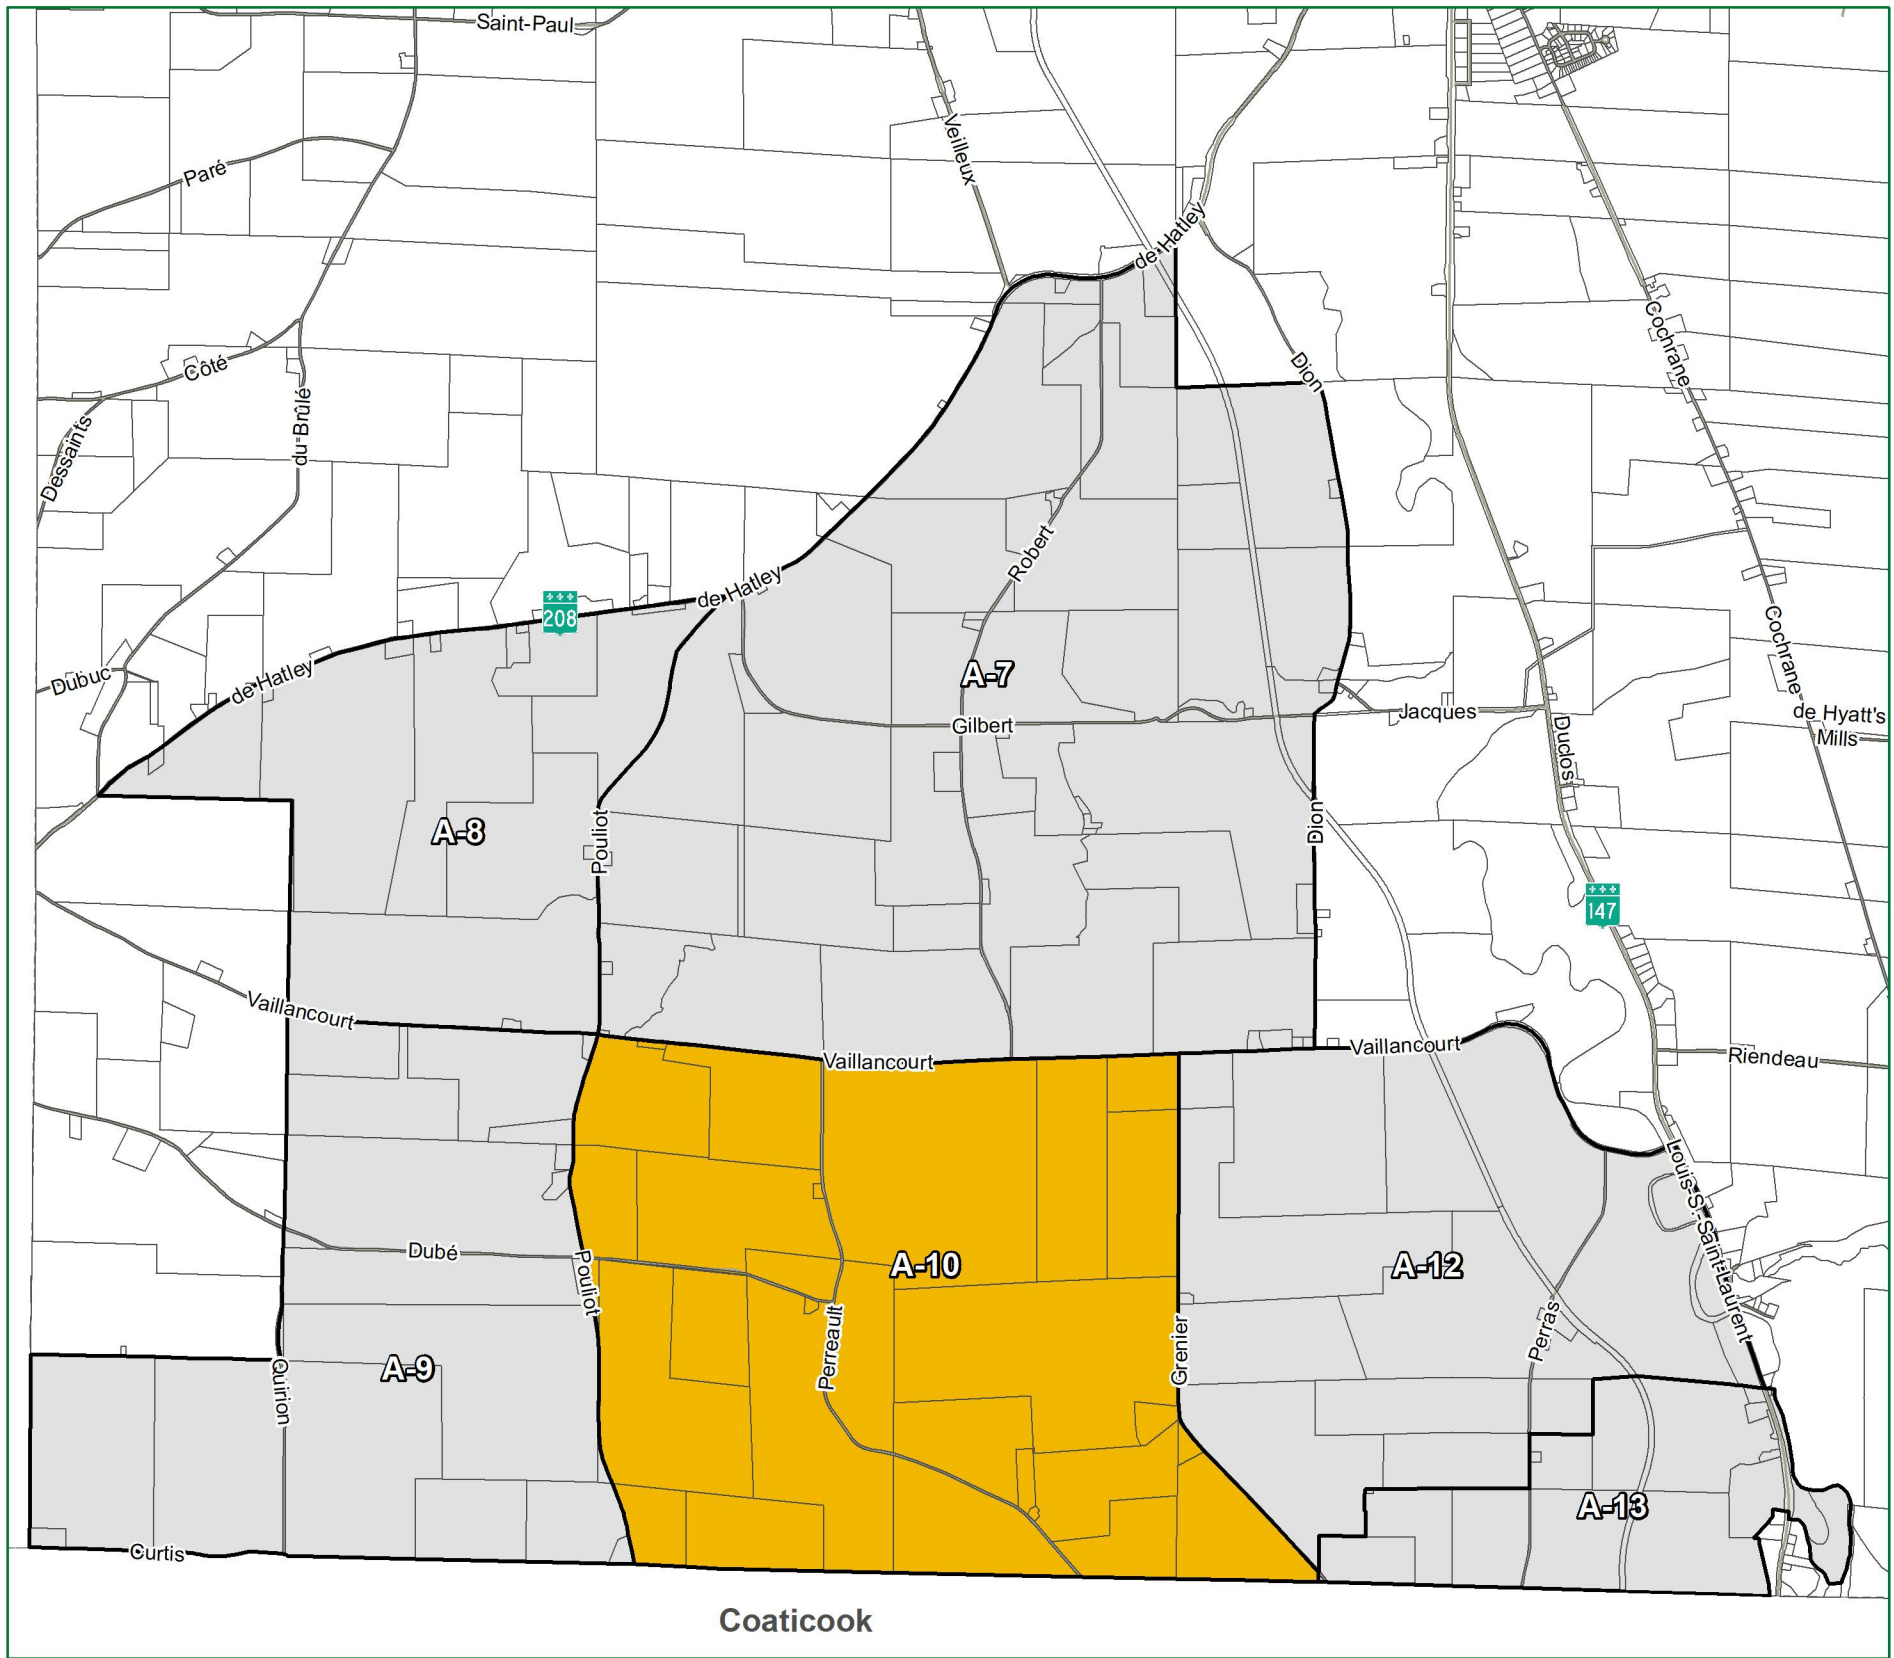 Saint-Paul
Veilleux
Paré
de Hatley
Cochrane
Côté
Dion
du Brûlé
Dessaints
Robert
de Hatley
208
Cochrane
Dubuc
de Hatley
A-7
Jacques
de Hyatt's
Mills
Gilbert
Duclos
A-8
Pouliot
Dion
147
Vaillancourt
Vaillancourt
Vaillancourt
Riendeau
Louis-S.-Saint-Laurent
Dubé
Pouliot
A-10
A-12
Perreault
Grenier
Perras
A-9
Quirion
A-13
Curtis
Coaticook